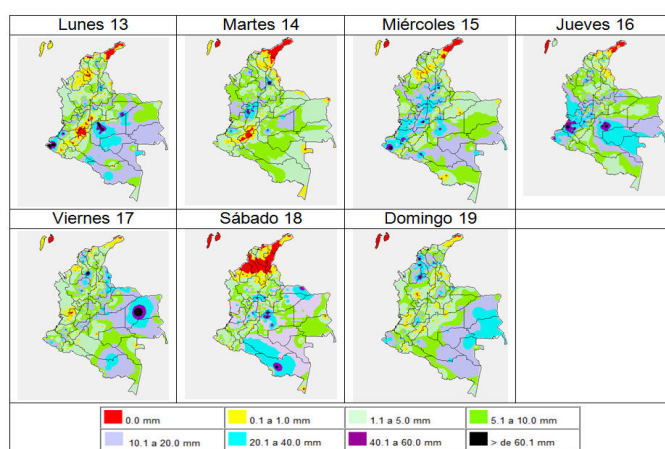 Lunes 13
Martes 14
Miércoles 15
Jueves 16
Viernes 17
Sábado 18
Domingo 19
0.0 mm
0.1 a 1.0 mm
1.1 a 5.0 mm
5.1 a 10.0 mm
10.1 a 20.0 mm
20.1 a 40.0 mm
40.1 a 60.0 mm
> de 60.1 mm